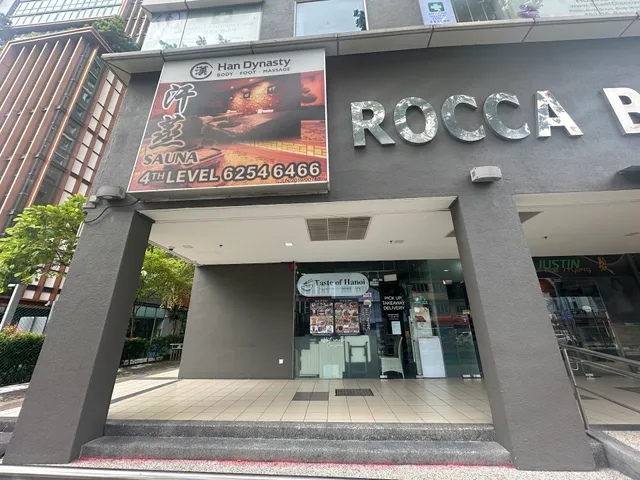 漢 Han Dynasty
BODY · FOOT · MASSAGE
汗
蒸
SAUNA
4TH LEVEL 6254 6466
ROCCA B
Taste of Hanoi
PICK UP
TAKEAWAY
DELIVERY
JUSTIN